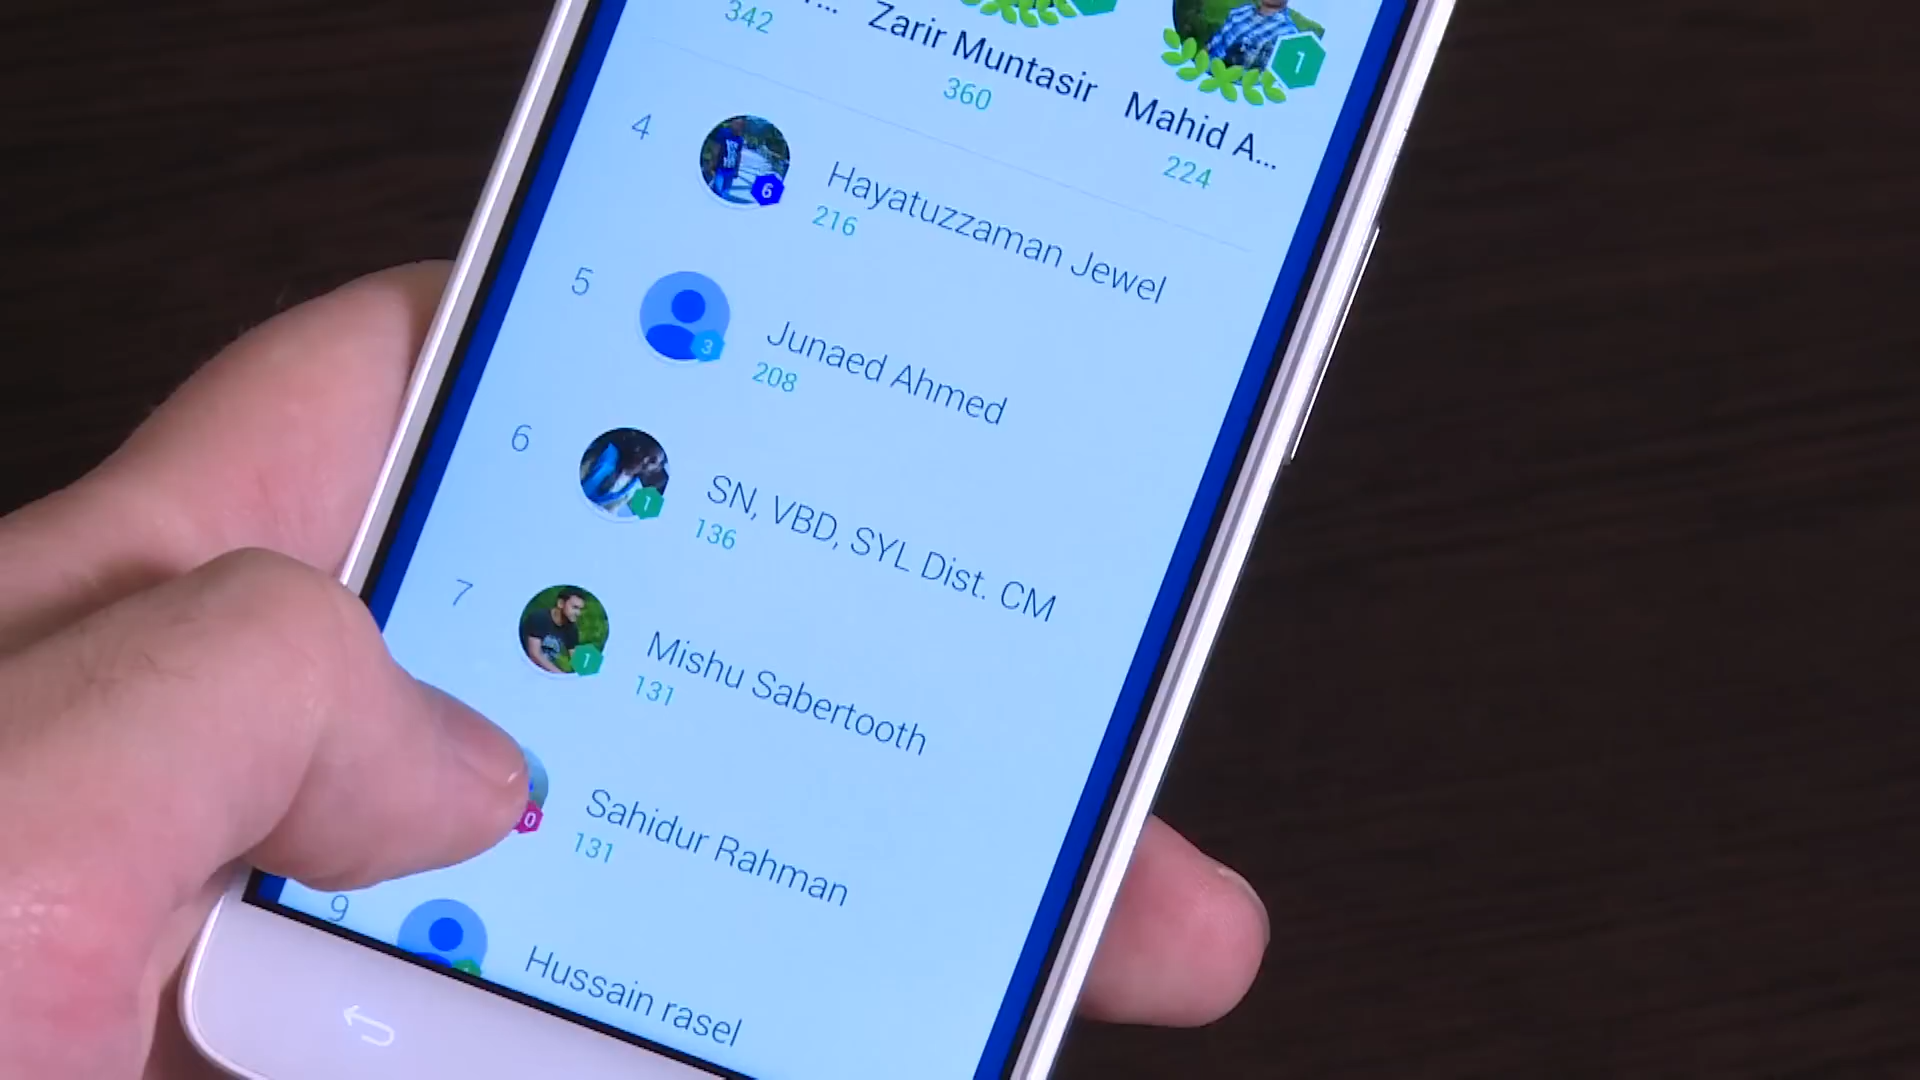 342
Zarir Muntasir
360
1
Mahid A...
224
4
6
Hayatuzzaman Jewel
216
5
3
Junaed Ahmed
208
6
1
SN, VBD, SYL Dist. CM
136
7
1
Mishu Sabertooth
131
0
Sahidur Rahman
131
9
Hussain rasel